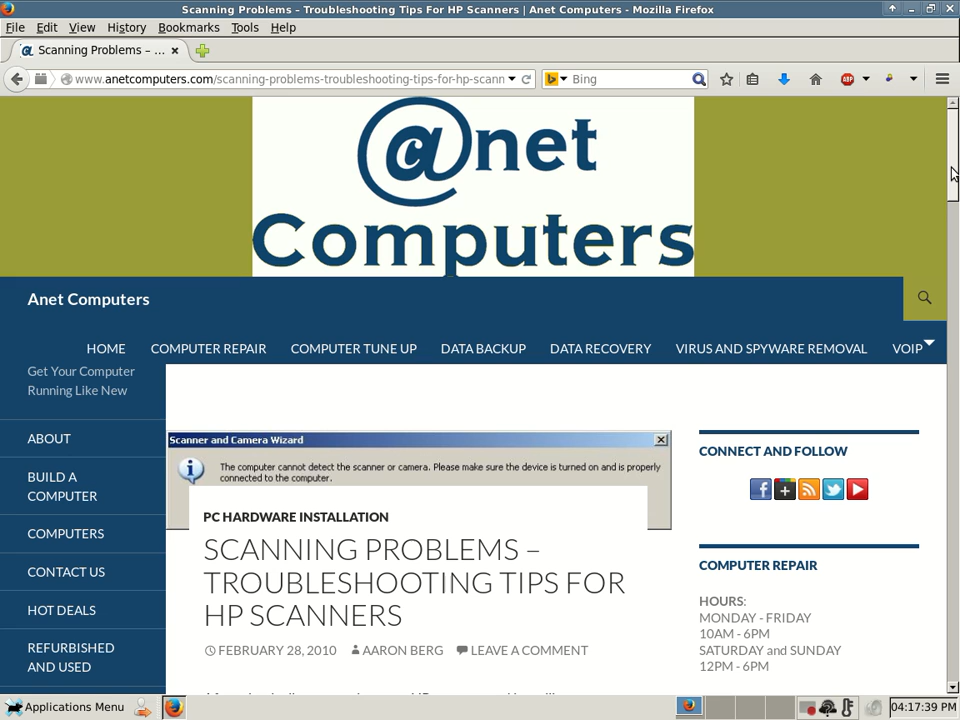 Scanning Problems – Troubleshooting Tips For HP Scanners | Anet Computers - Mozilla Firefox
File Edit View History Bookmarks Tools Help
Scanning Problems – ...
www.anetcomputers.com/scanning-problems-troubleshooting-tips-for-hp-scann
Bing
ABP
@net
Computers
Anet Computers
HOME COMPUTER REPAIR COMPUTER TUNE UP DATA BACKUP DATA RECOVERY VIRUS AND SPYWARE REMOVAL VOIP
Get Your Computer
Running Like New
ABOUT
BUILD A
COMPUTER
COMPUTERS
CONTACT US
HOT DEALS
REFURBISHED
AND USED
Scanner and Camera Wizard
The computer cannot detect the scanner or camera. Please make sure the device is turned on and is properly
connected to the computer.
PC HARDWARE INSTALLATION
SCANNING PROBLEMS –
TROUBLESHOOTING TIPS FOR
HP SCANNERS
FEBRUARY 28, 2010 AARON BERG LEAVE A COMMENT
CONNECT AND FOLLOW
COMPUTER REPAIR
HOURS:
MONDAY - FRIDAY
10AM - 6PM
SATURDAY and SUNDAY
12PM - 6PM
Applications Menu
04:17:39 PM